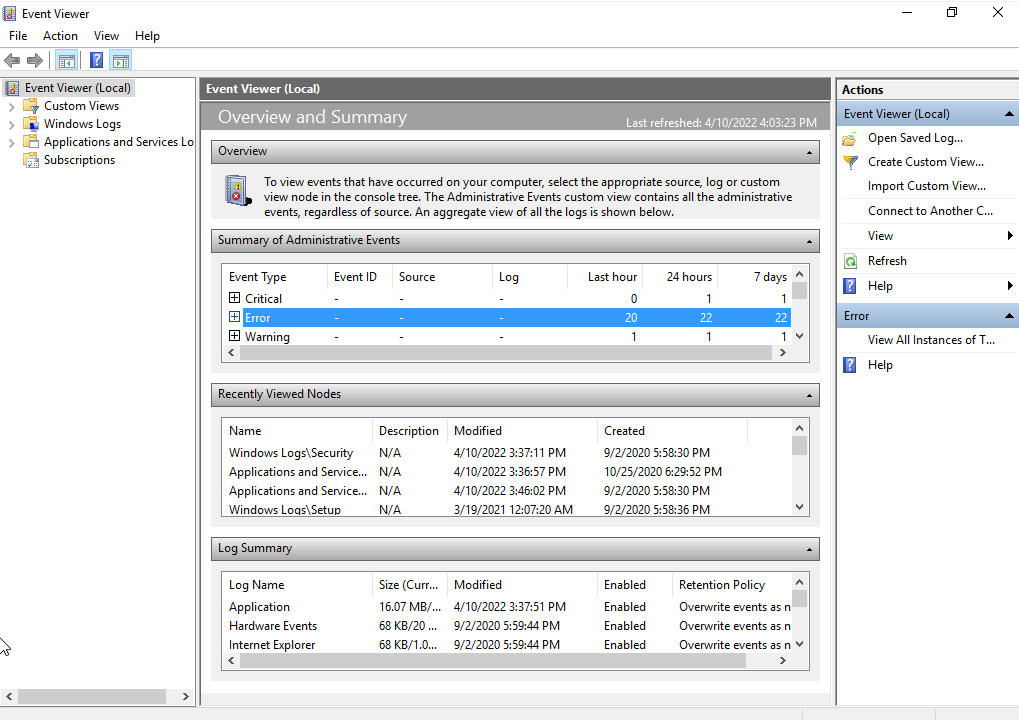 Event Viewer
File Action View Help
Event Viewer (Local)
Custom Views
Windows Logs
Applications and Services Lo
Subscriptions
Event Viewer (Local)
Overview and Summary
Last refreshed: 4/10/2022 4:03:23 PM
Overview
To view events that have occurred on your computer, select the appropriate source, log or custom
view node in the console tree. The Administrative Events custom view contains all the administrative
events, regardless of source. An aggregate view of all the logs is shown below.
Summary of Administrative Events
Event Type Event ID Source Log Last hour 24 hours 7 days
Critical - - - 0 1 1
Error - - - 20 22 22
Warning - - - 1 1 1
Recently Viewed Nodes
Name Description Modified Created
Windows Logs\Security N/A 4/10/2022 3:37:11 PM 9/2/2020 5:58:30 PM
Applications and Service... N/A 4/10/2022 3:36:57 PM 10/25/2020 6:29:52 PM
Applications and Service... N/A 4/10/2022 3:46:02 PM 9/2/2020 5:58:30 PM
Windows Logs\Setup N/A 3/19/2021 12:07:20 AM 9/2/2020 5:58:36 PM
Log Summary
Log Name Size (Curr... Modified Enabled Retention Policy
Application 16.07 MB/... 4/10/2022 3:37:51 PM Enabled Overwrite events as n
Hardware Events 68 KB/20 ... 9/2/2020 5:59:44 PM Enabled Overwrite events as n
Internet Explorer 68 KB/1.0... 9/2/2020 5:59:44 PM Enabled Overwrite events as n
Actions
Event Viewer (Local)
Open Saved Log...
Create Custom View...
Import Custom View...
Connect to Another C...
View
Refresh
Help
Error
View All Instances of T...
Help